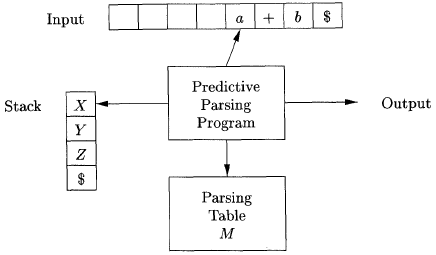 Input
a + b $
Predictive
Parsing
Program
Stack
X
Y
Z
$
Output
Parsing
Table
M